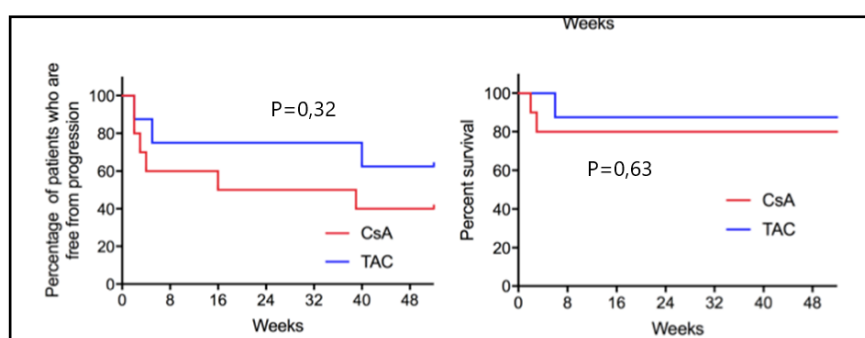 Weeks
Percentage of patients who are
free from progression
100
80
60
40
20
0
P=0,32
CsA
TAC
0 8 16 24 32 40 48
Weeks
Percent survival
100
80
60
40
20
0
P=0,63
CsA
TAC
0 8 16 24 32 40 48
Weeks